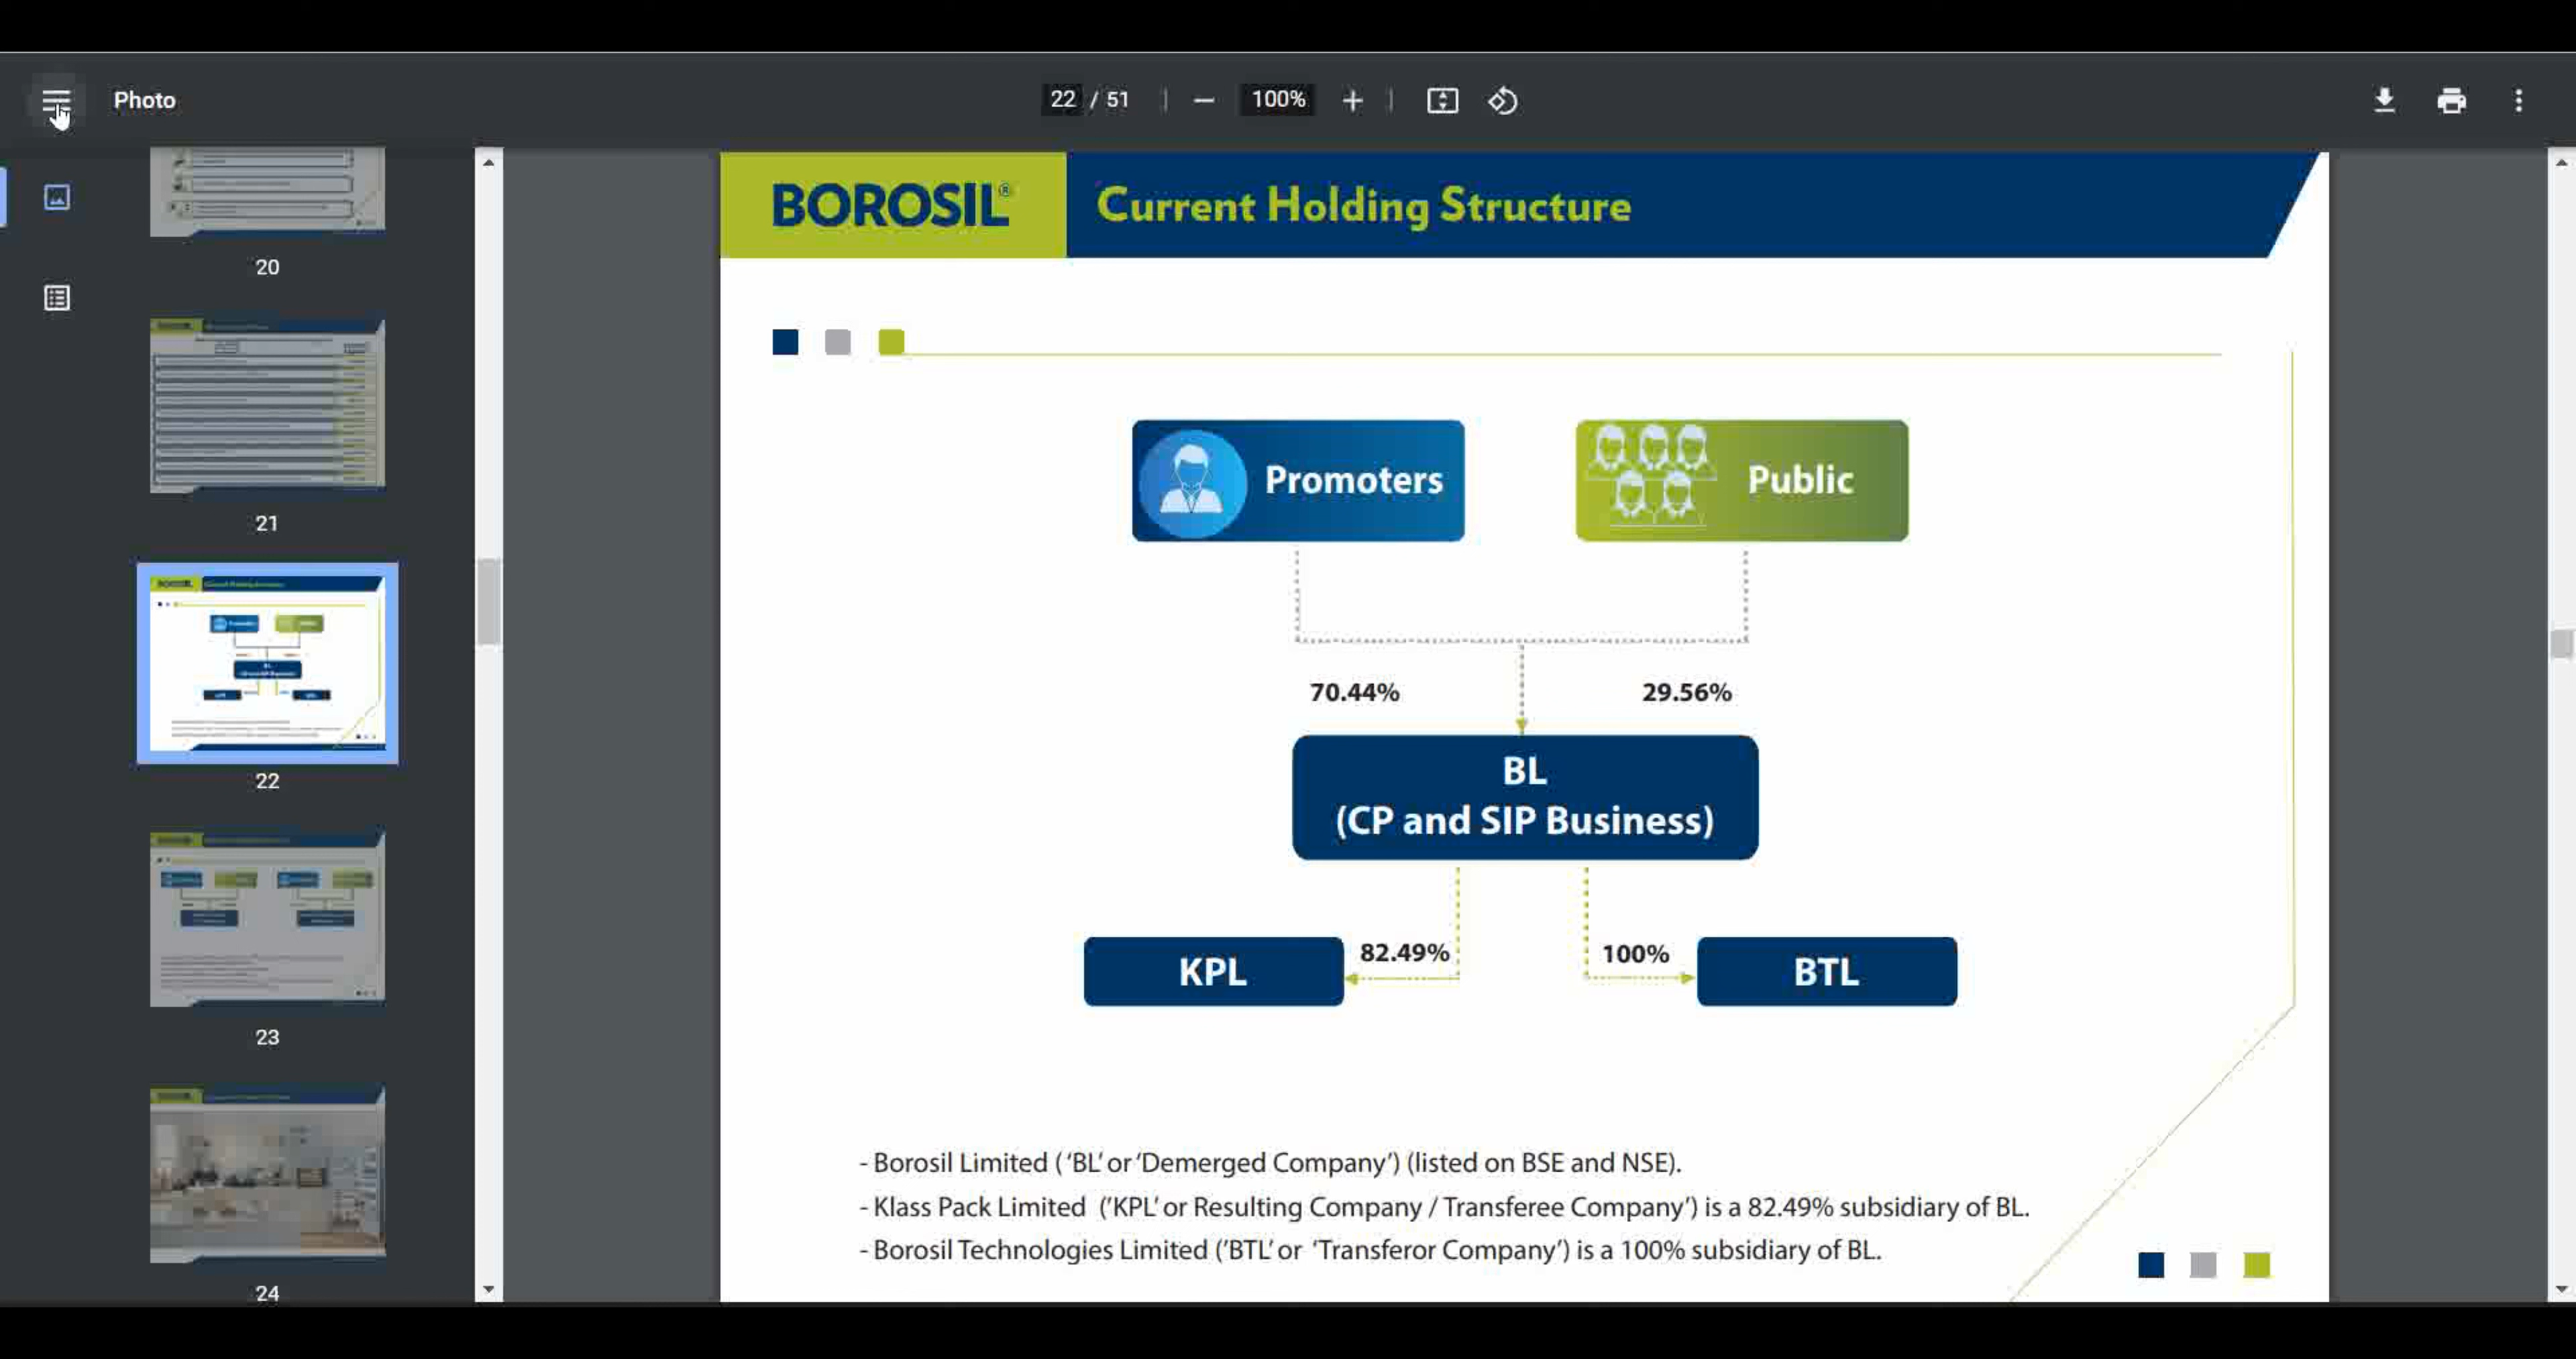 Photo
22 / 51
100%
20
21
22
23
24
BOROSIL®
Current Holding Structure
Promoters
Public
70.44%
29.56%
BL
(CP and SIP Business)
KPL
82.49%
100%
BTL
- Borosil Limited ( 'BL' or 'Demerged Company') (listed on BSE and NSE).
- Klass Pack Limited ('KPL' or Resulting Company / Transferee Company') is a 82.49% subsidiary of BL.
- Borosil Technologies Limited ('BTL' or 'Transferor Company') is a 100% subsidiary of BL.